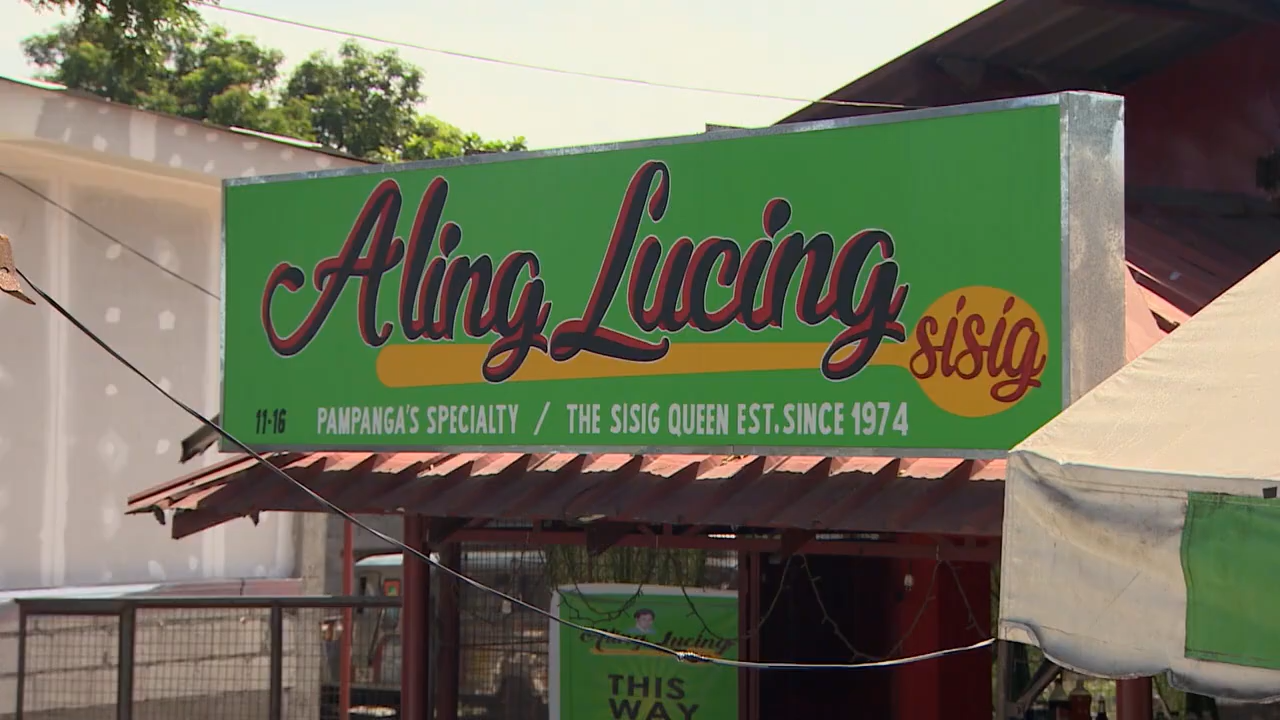 Aling Lucing
sisig
11-16 PAMPANGA'S SPECIALTY / THE SISIG QUEEN EST. SINCE 1974
Aling Lucing
THIS
WAY